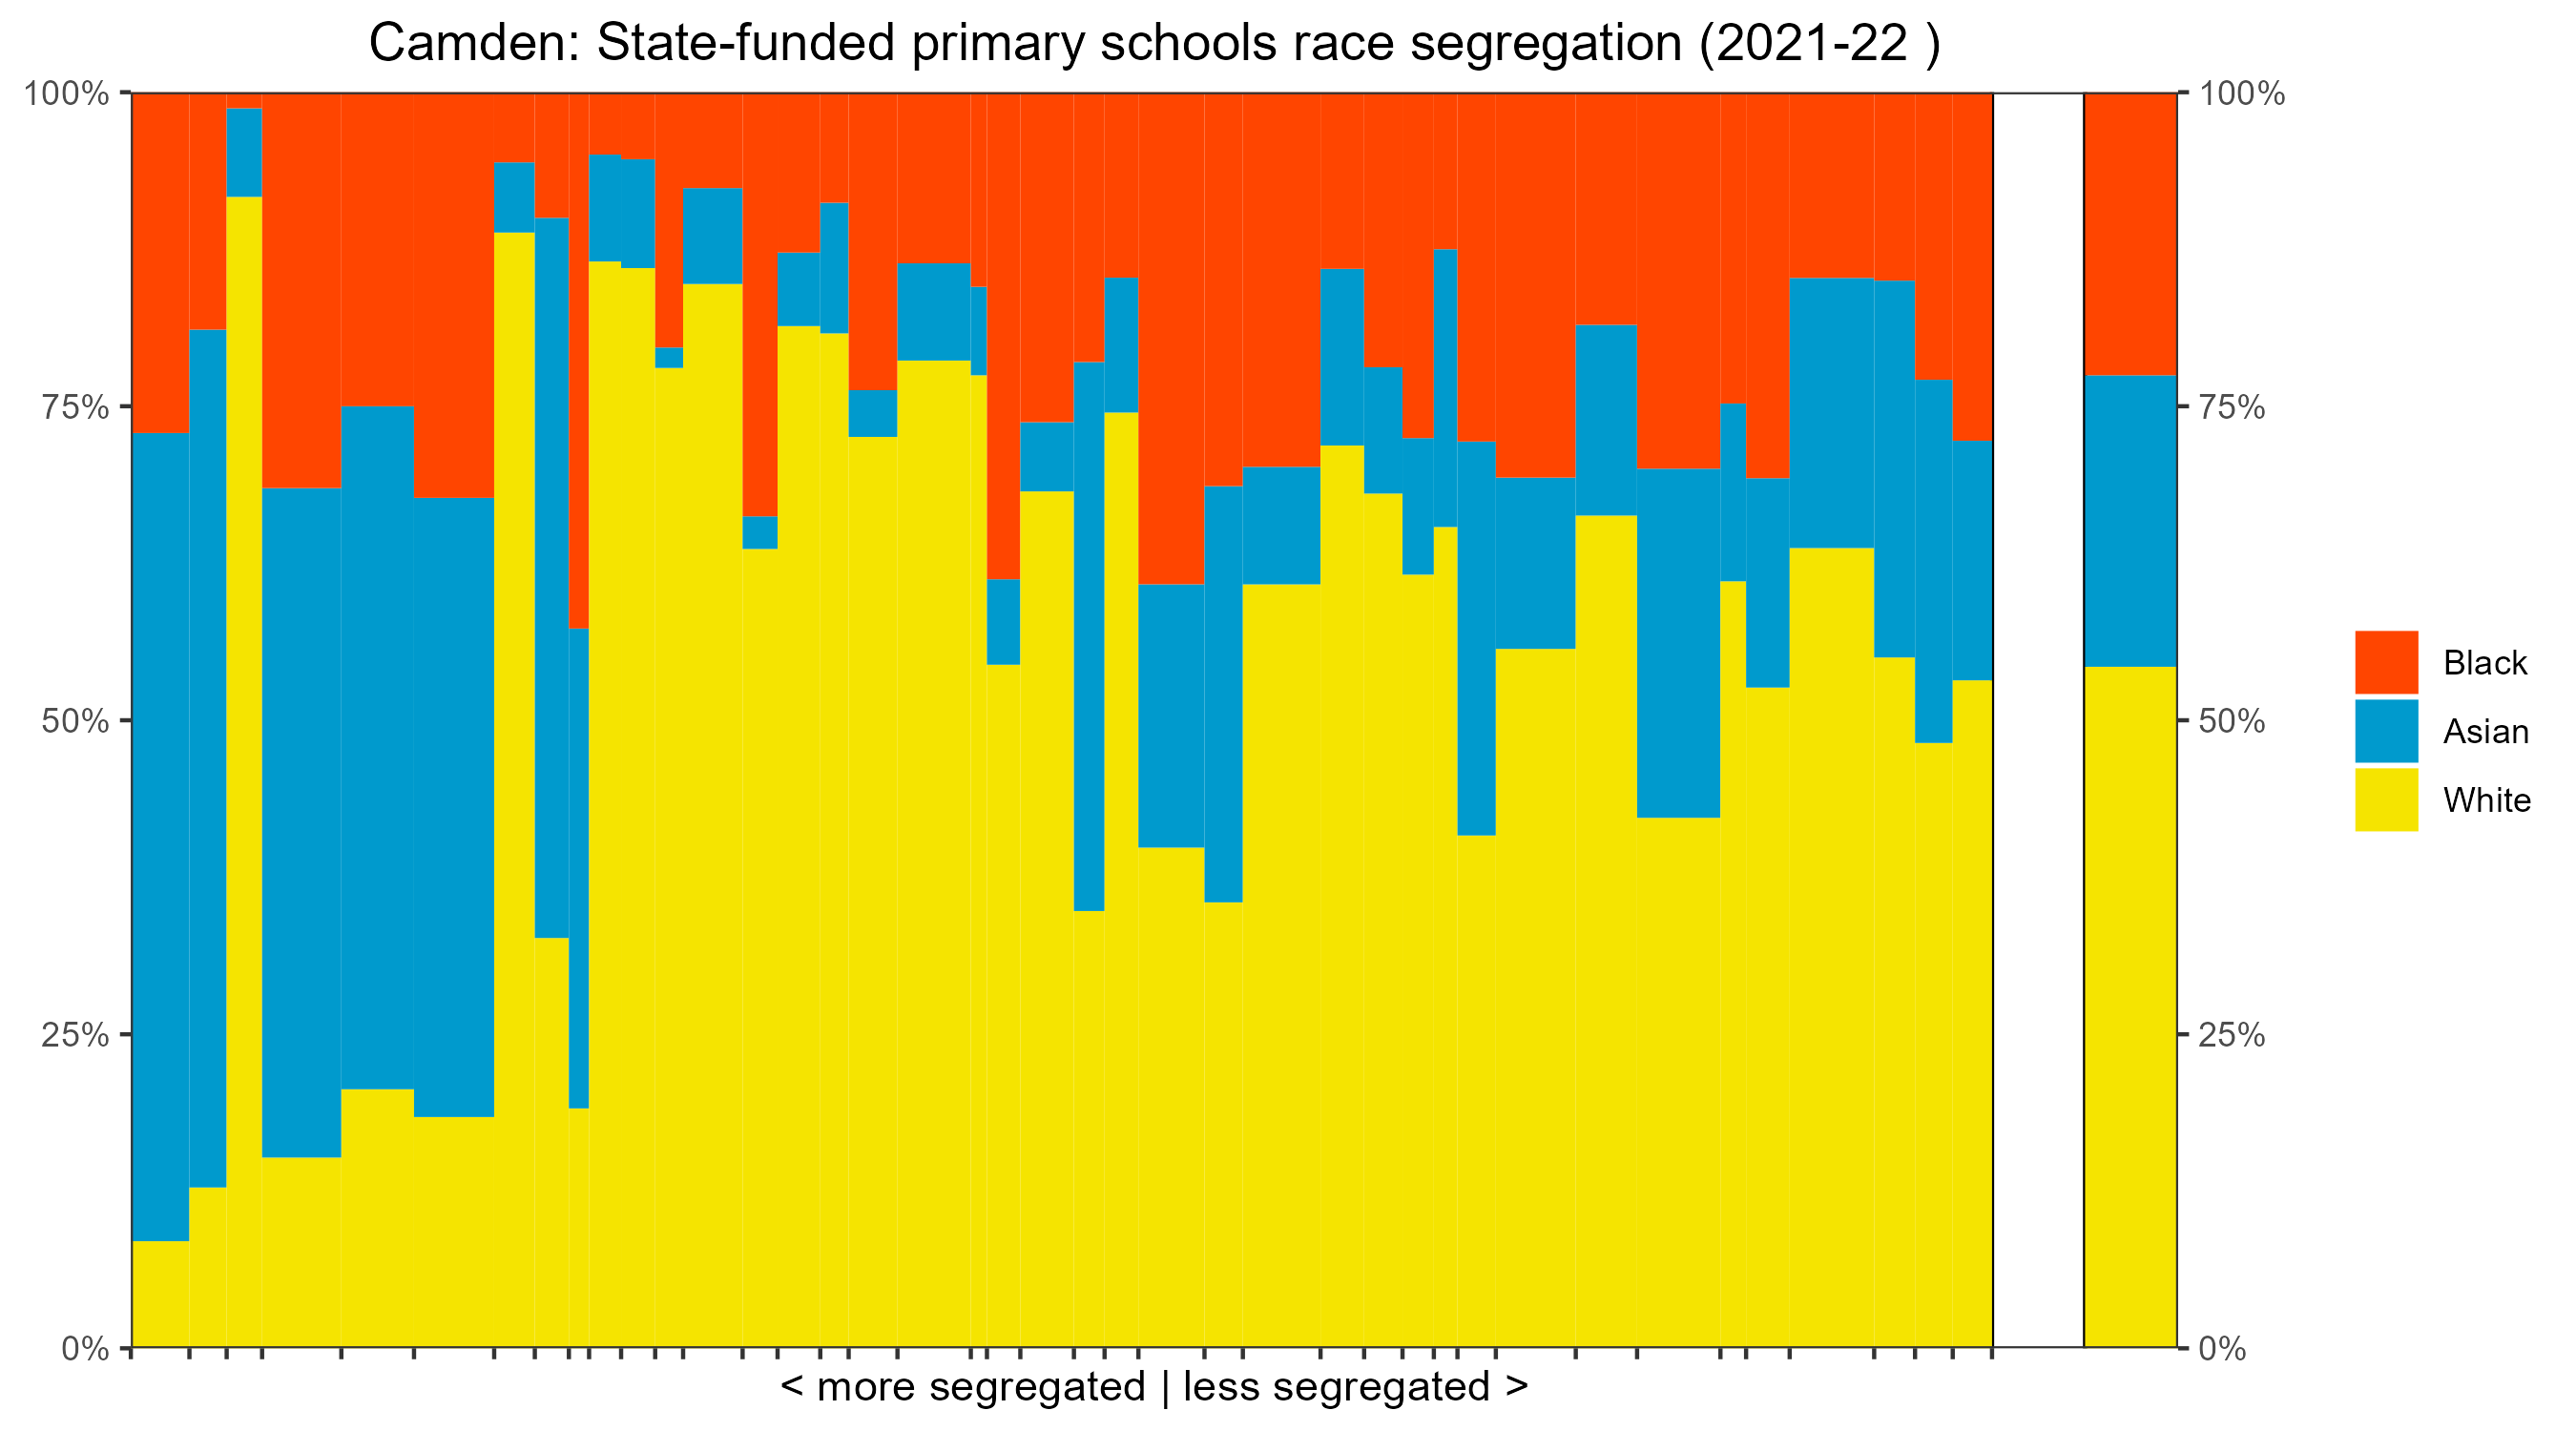 Camden: State-funded primary schools race segregation (2021-22 )
100%
75%
50%
25%
0%
100%
75%
50%
25%
0%
Black
Asian
White
< more segregated | less segregated >